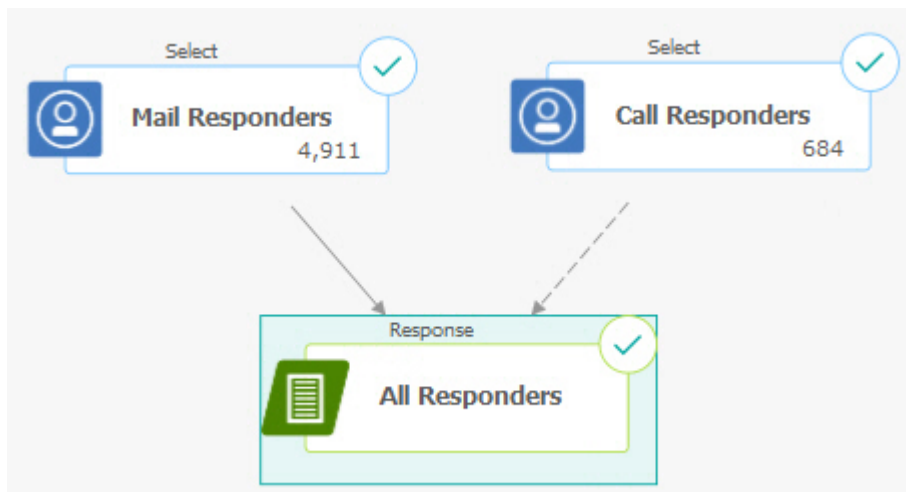 Select
Mail Responders
4,911
Select
Call Responders
684
Response
All Responders